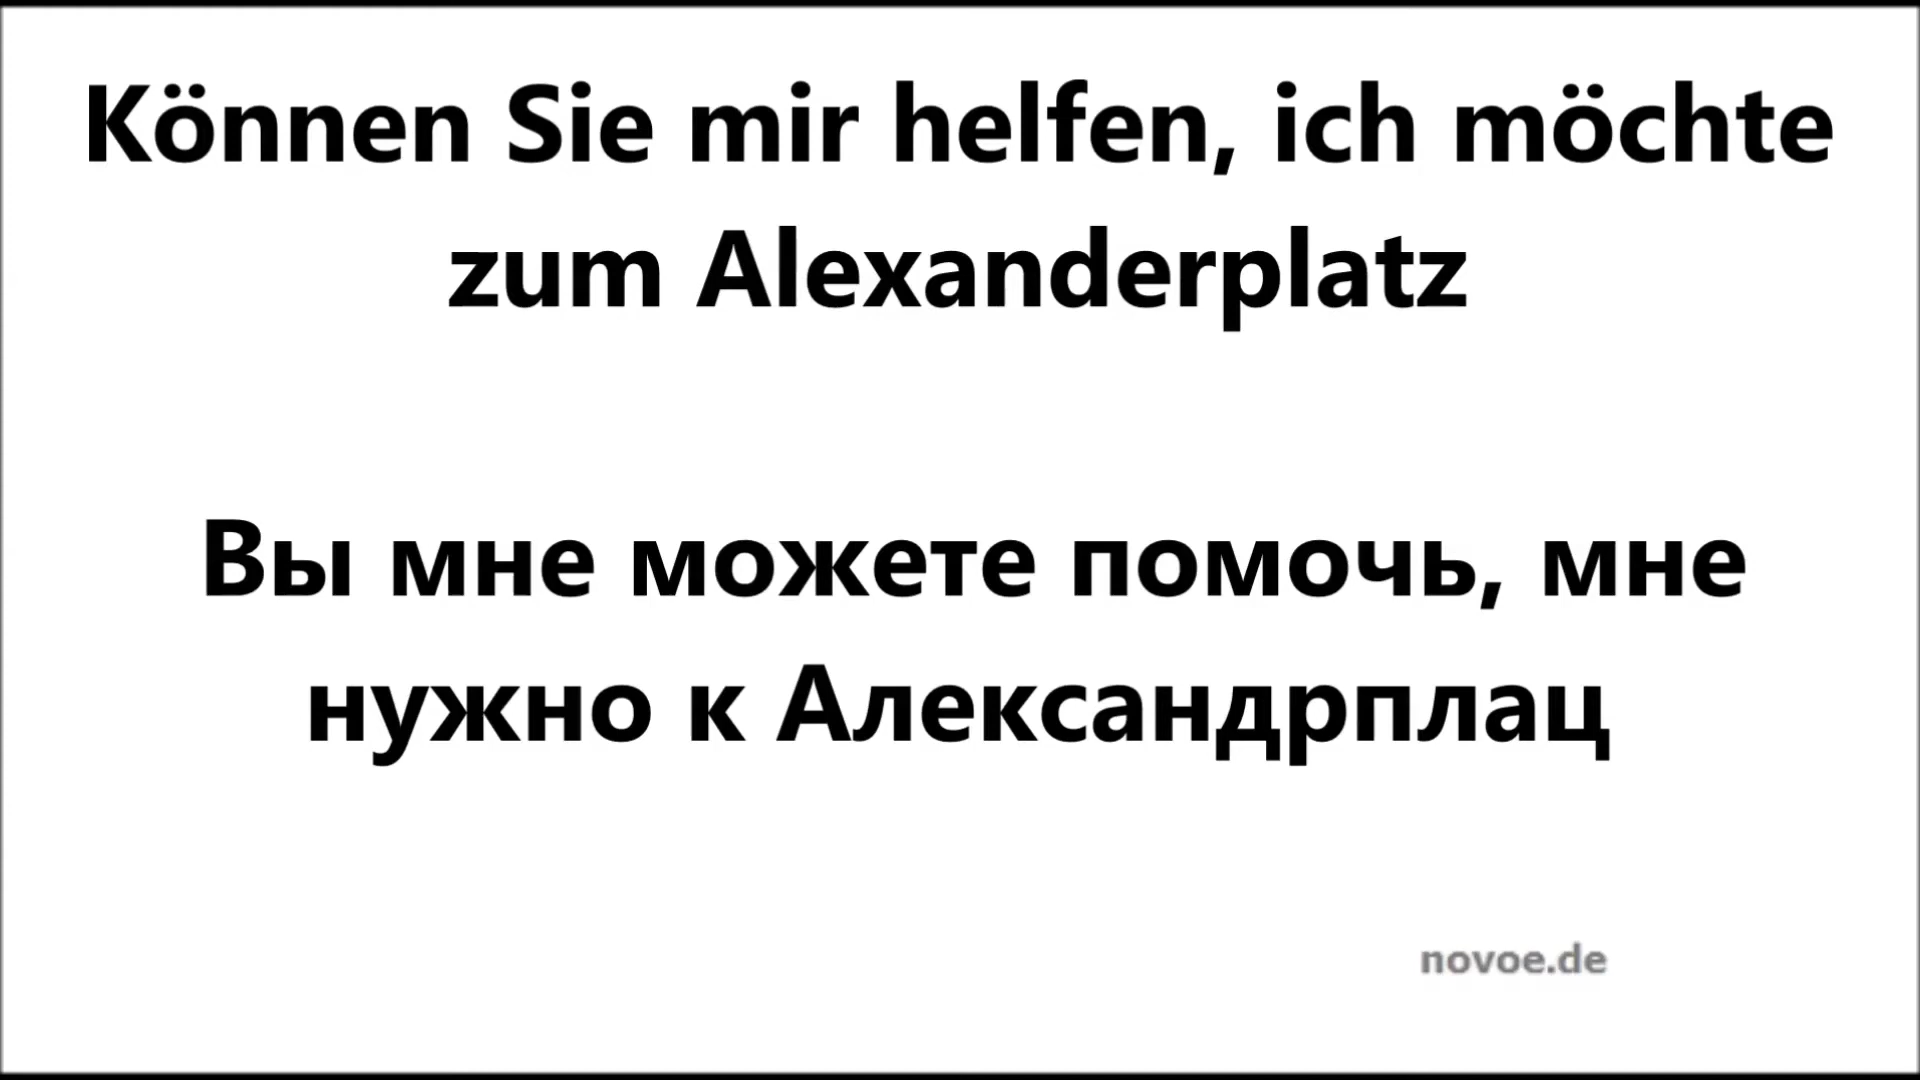 Können Sie mir helfen, ich möchte
zum Alexanderplatz
Вы мне можете помочь, мне
нужно к Александрплац
novoe.de